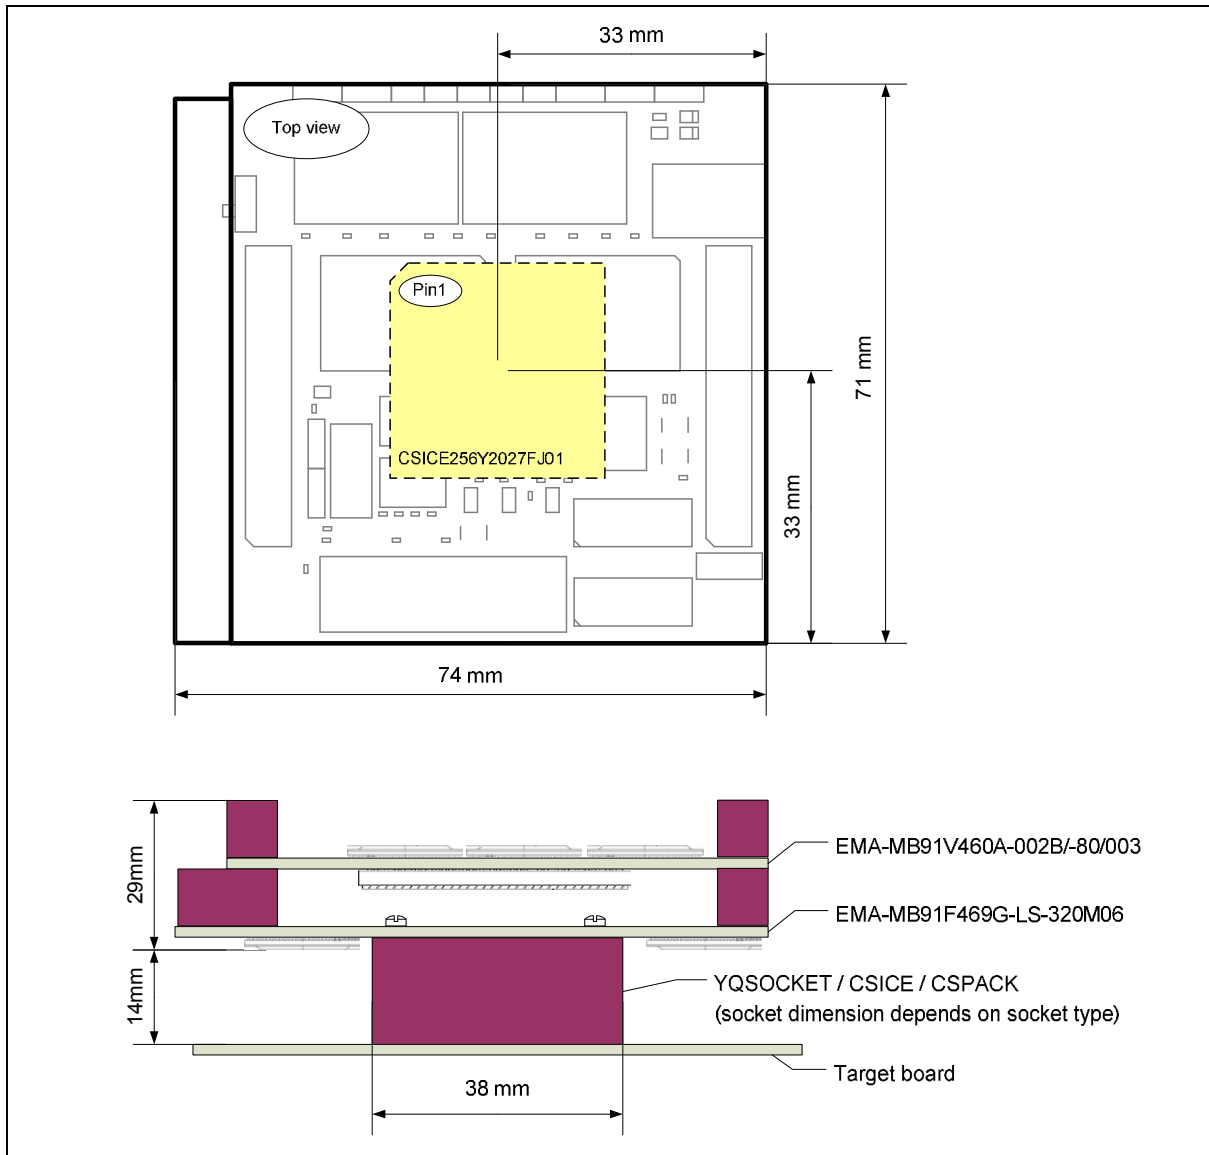 33 mm
Top view
Pin1
CSICE256Y2027FJ01
71 mm
33 mm
74 mm
29mm
EMA-MB91V460A-002B/-80/003
EMA-MB91F469G-LS-320M06
14mm
YQSOCKET / CSICE / CSPACK
(socket dimension depends on socket type)
Target board
38 mm